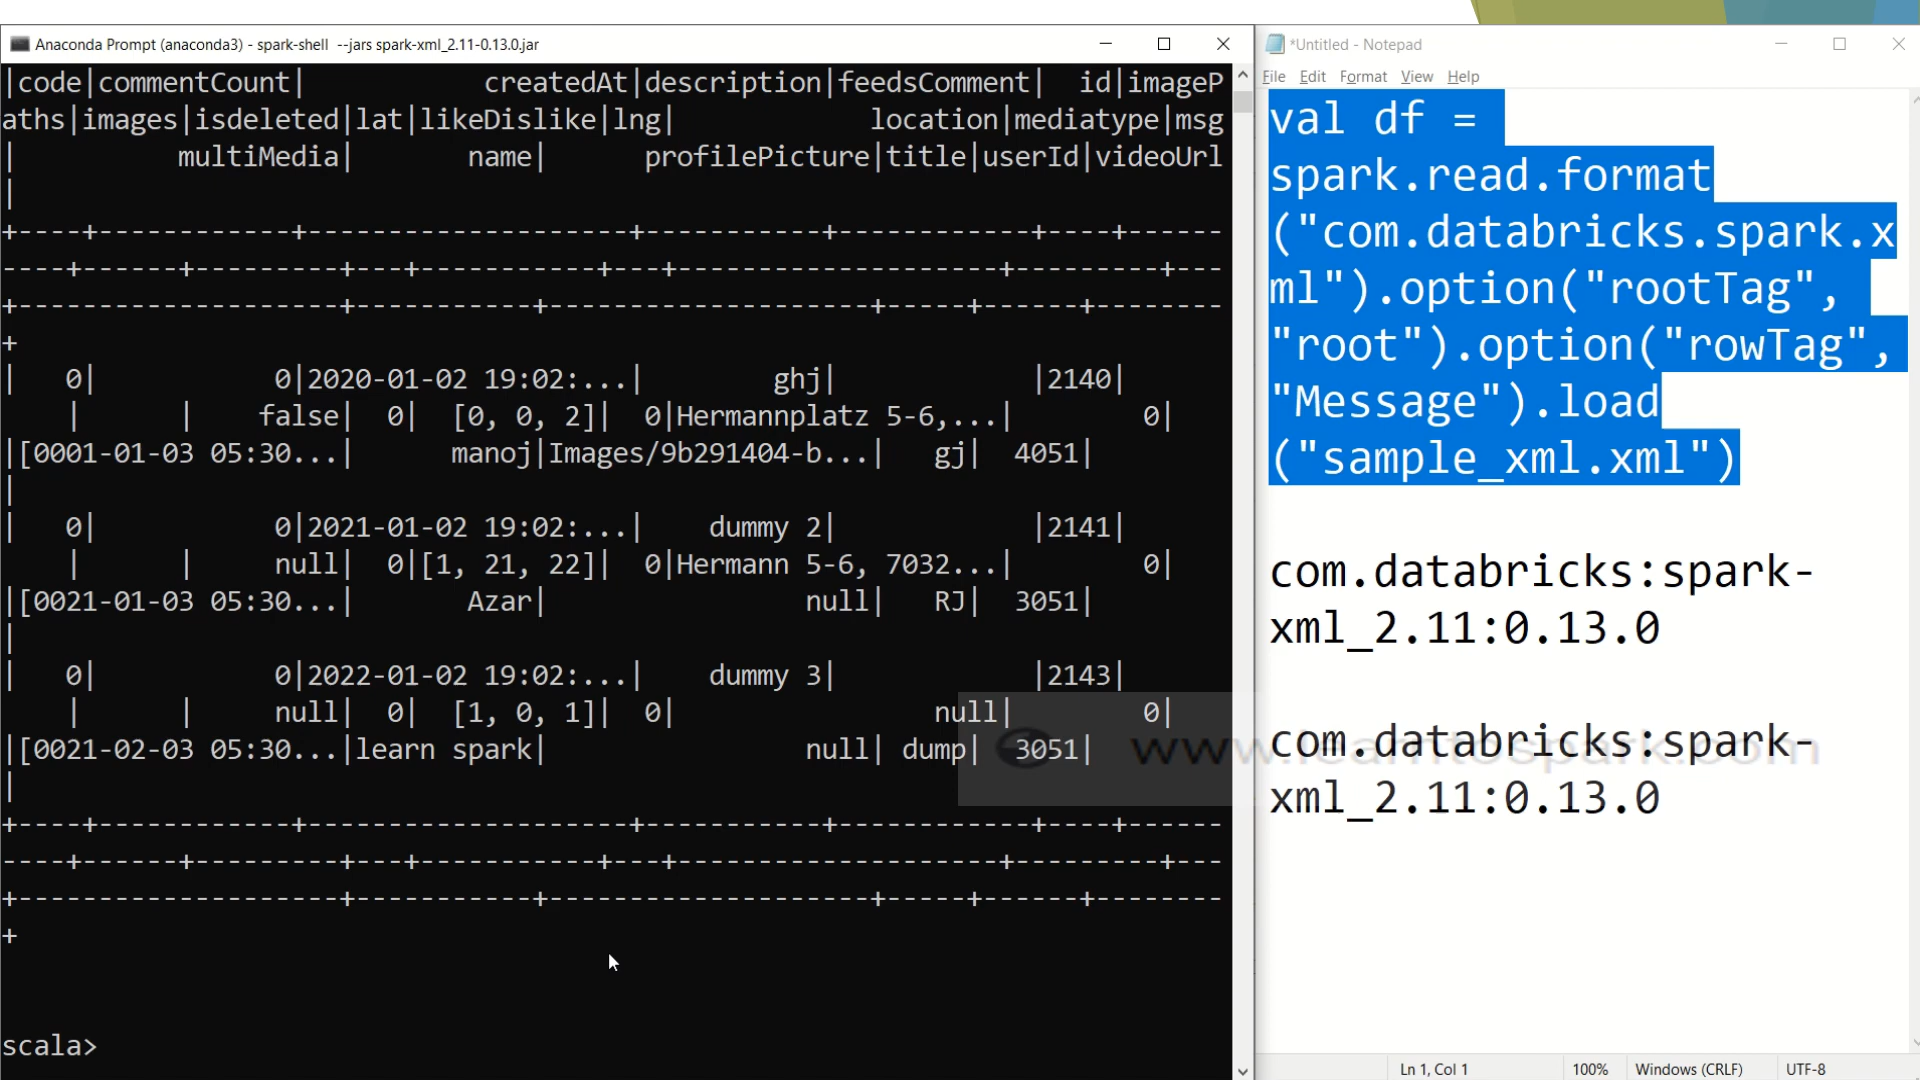 Anaconda Prompt (anaconda3) - spark-shell --jars spark-xml_2.11-0.13.0.jar
|code|commentCount|           createdAt|description|feedsComment|  id|imageP
aths|images|isdeleted|lat|likeDislike|lng|            location|mediatype|msg
|          multiMedia|       name|      profilePicture|title|userId|videoUrl
|
+----+------------+--------------------+-----------+------------+----+------
----+------+---------+---+-----------+---+--------------------+---------+---
+--------------------+-----------+--------------------+-----+------+--------
+
|   0|           0|2020-01-02 19:02:...|        ghj|            |2140|
    |      |    false|  0|  [0, 0, 2]|  0|Hermannplatz 5-6,...|        0|
|[0001-01-03 05:30...|      manoj|Images/9b291404-b...|   gj|  4051|
|
|   0|           0|2021-01-02 19:02:...|    dummy 2|            |2141|
    |      |     null|  0|[1, 21, 22]|  0|Hermann 5-6, 7032...|        0|
|[0021-01-03 05:30...|       Azar|                null|   RJ|  3051|
|
|   0|           0|2022-01-02 19:02:...|    dummy 3|            |2143|
    |      |     null|  0|  [1, 0, 1]|  0|                null|        0|
|[0021-02-03 05:30...|learn spark|                null| dump|  3051|
|
+----+------------+--------------------+-----------+------------+----+------
----+------+---------+---+-----------+---+--------------------+---------+---
+--------------------+-----------+--------------------+-----+------+--------
+
scala>
*Untitled - Notepad
File Edit Format View Help
val df =
spark.read.format
("com.databricks.spark.x
ml").option("rootTag",
"root").option("rowTag",
"Message").load
("sample_xml.xml")
com.databricks:spark-
xml_2.11:0.13.0
com.databricks:spark-
xml_2.11:0.13.0
www.learntospark.com
Ln 1, Col 1 100% Windows (CRLF) UTF-8